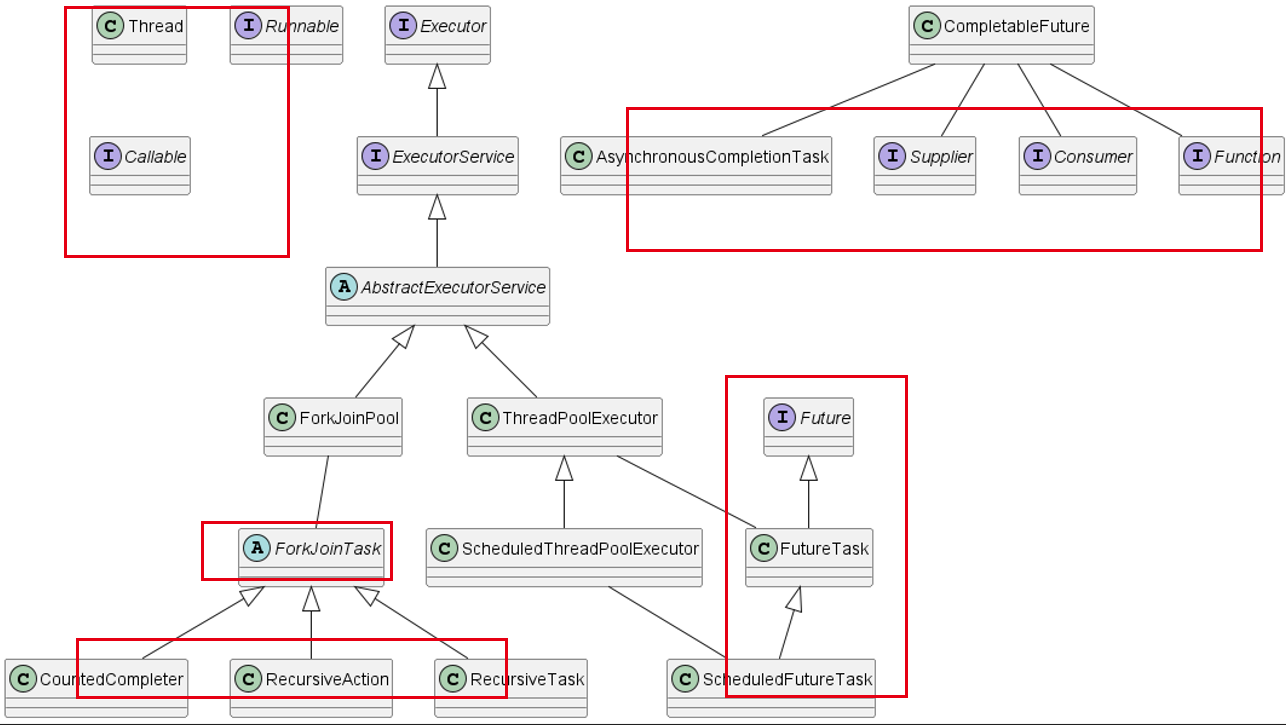 C Thread
I Runnable
I Executor
C CompletableFuture
I Callable
I ExecutorService
C AsynchronousCompletionTask
I Supplier
I Consumer
I Function
A AbstractExecutorService
C ForkJoinPool
C ThreadPoolExecutor
I Future
A ForkJoinTask
C ScheduledThreadPoolExecutor
C FutureTask
C CountedCompleter
C RecursiveAction
C RecursiveTask
C ScheduledFutureTask